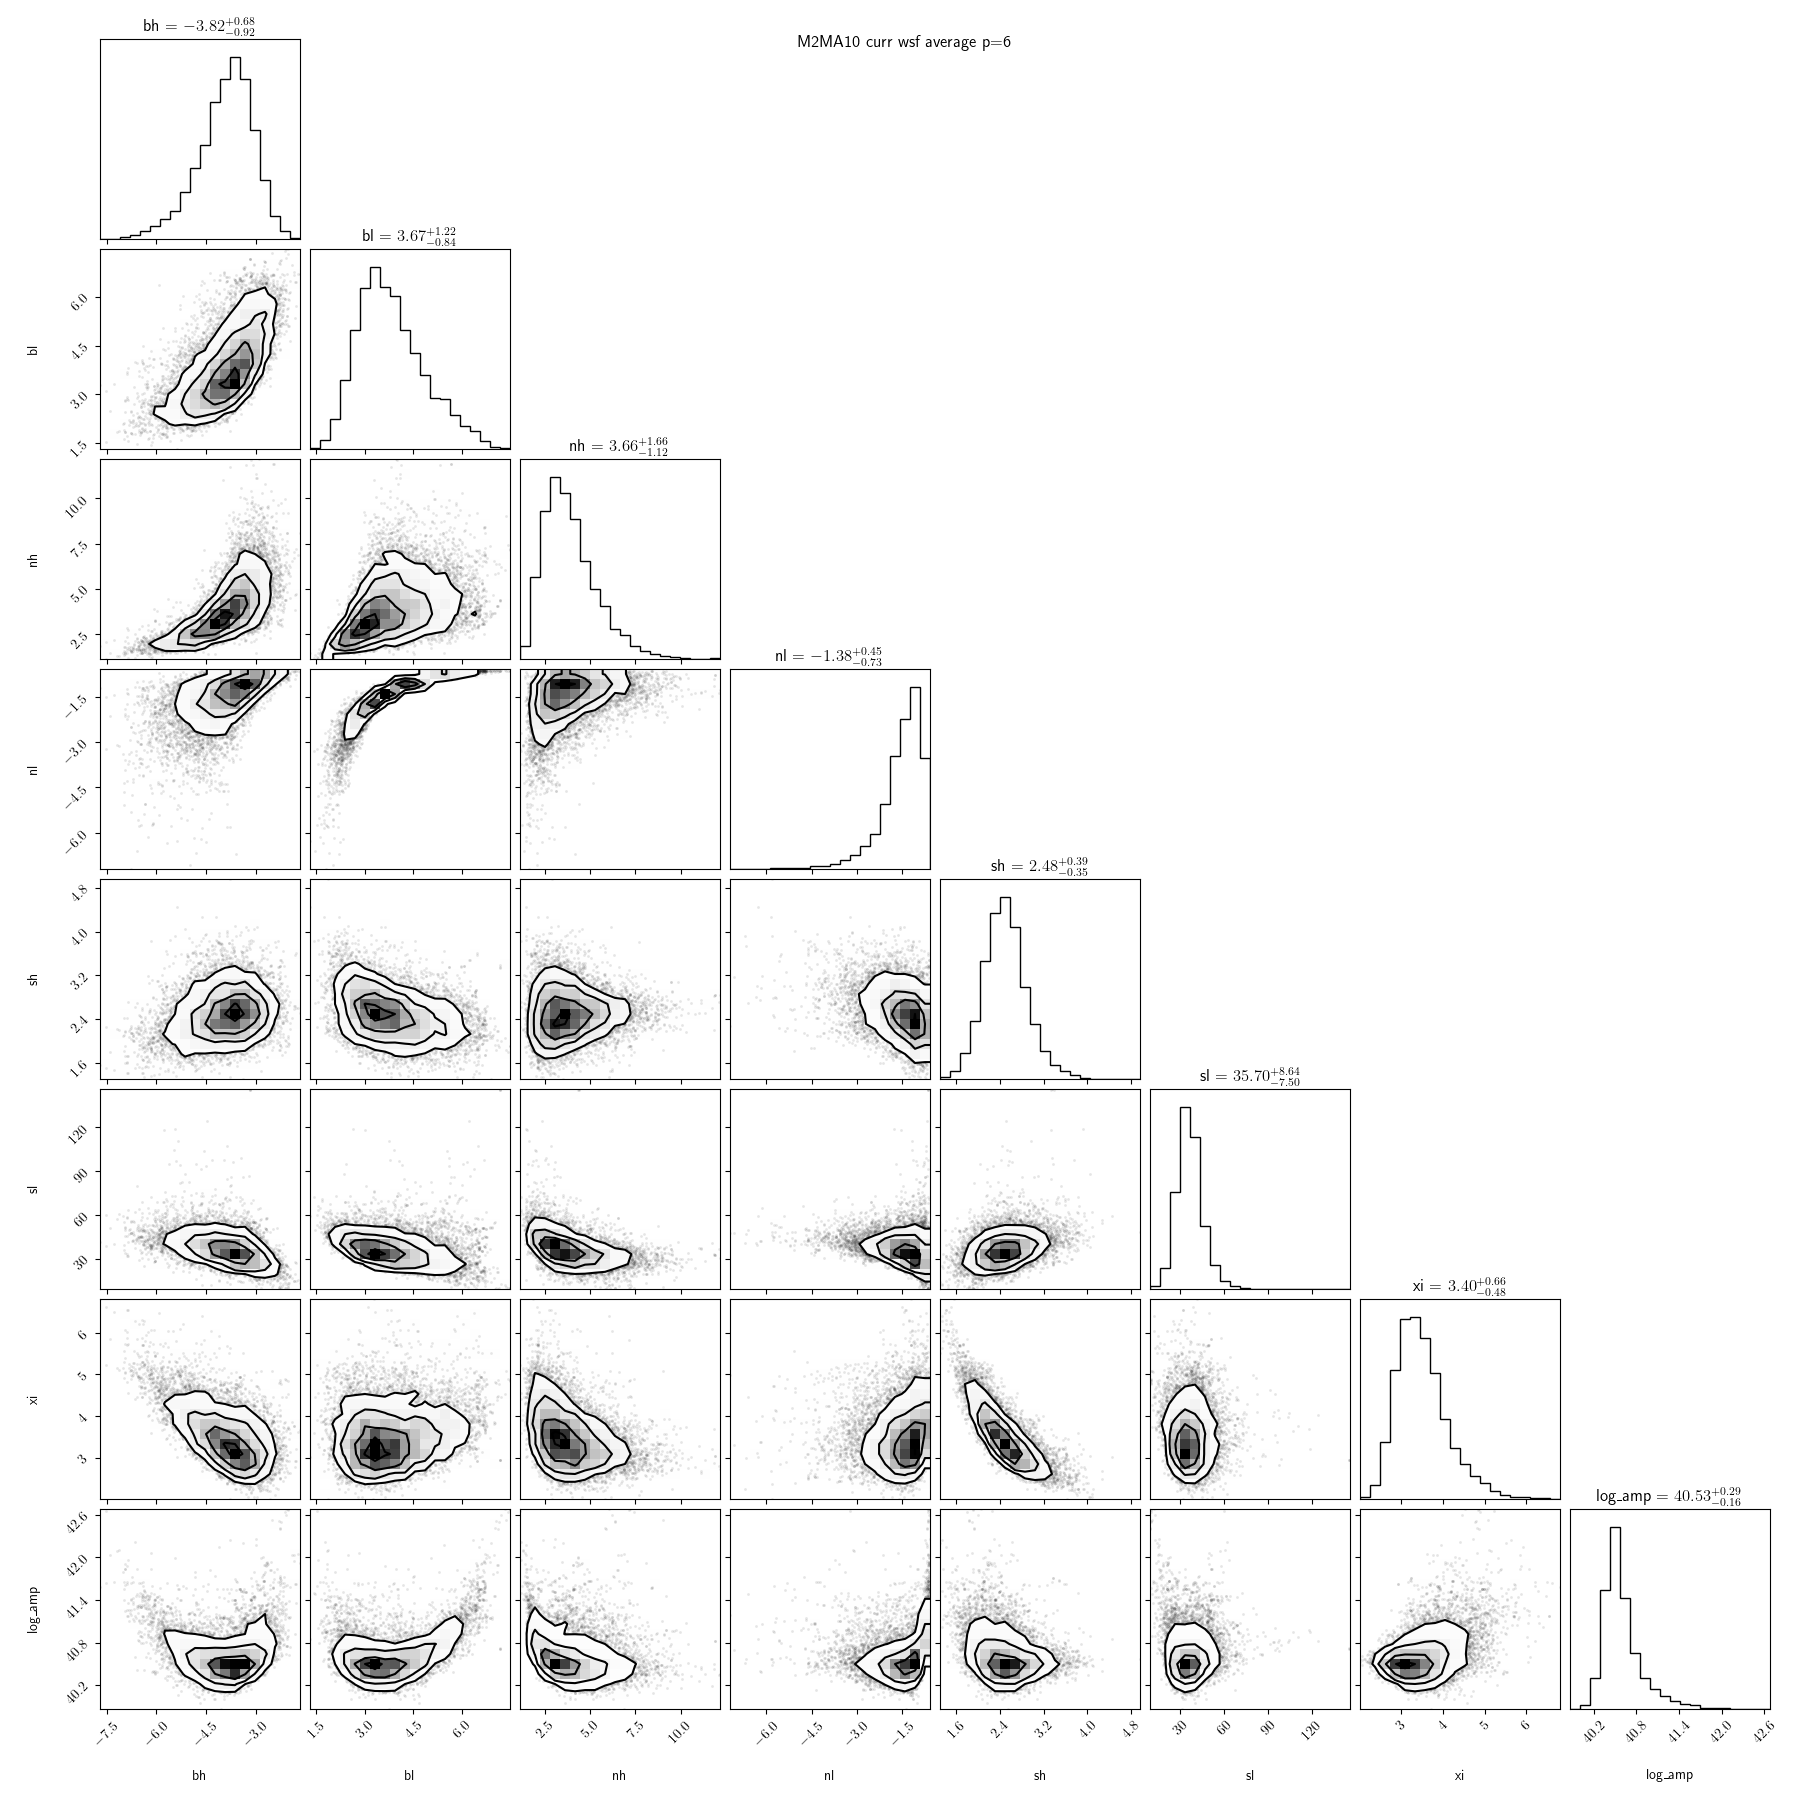 M2MA10 curr wsf average p=6
bh = −3.82+0.68 −0.92
bl = 3.67+1.22 −0.84
nh = 3.66+1.66 −1.12
nl = −1.38+0.45 −0.73
sh = 2.48+0.39 −0.35
sl = 35.70+8.64 −7.50
xi = 3.40+0.66 −0.48
log_amp = 40.53+0.29 −0.16
bl
6.0
4.5
3.0
1.5
nh
10.0
7.5
5.0
2.5
nl
−1.5
−3.0
−4.5
−6.0
sh
4.8
4.0
3.2
2.4
1.6
sl
120
90
60
30
xi
6
5
4
3
log_amp
42.6
42.0
41.4
40.8
40.2
−7.5 −6.0 −4.5 −3.0 1.5 3.0 4.5 6.0 2.5 5.0 7.5 10.0 −6.0 −4.5 −3.0 −1.5 1.6 2.4 3.2 4.0 4.8 30 60 90 120 3 4 5 6 40.2 40.8 41.4 42.0 42.6
bh bl nh nl sh sl xi log_amp